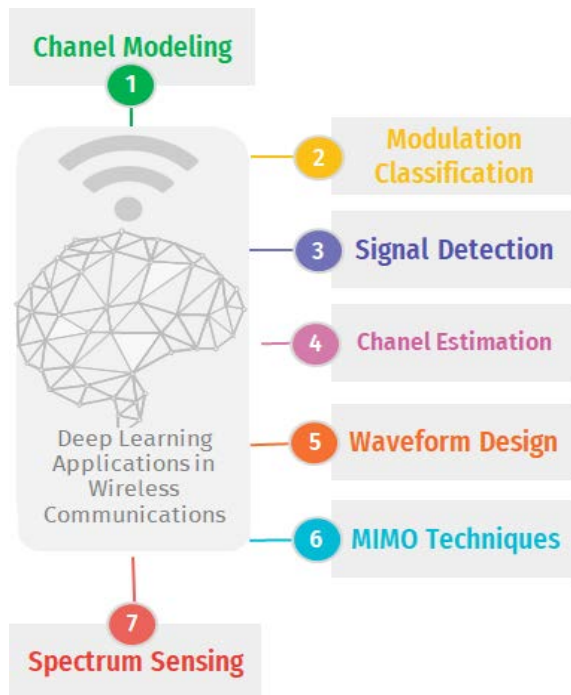 Chanel Modeling
1
2
Modulation
Classification
3
Signal Detection
4
Chanel Estimation
Deep Learning
Applications in
Wireless
Communications
5
Waveform Design
6
MIMO Techniques
7
Spectrum Sensing